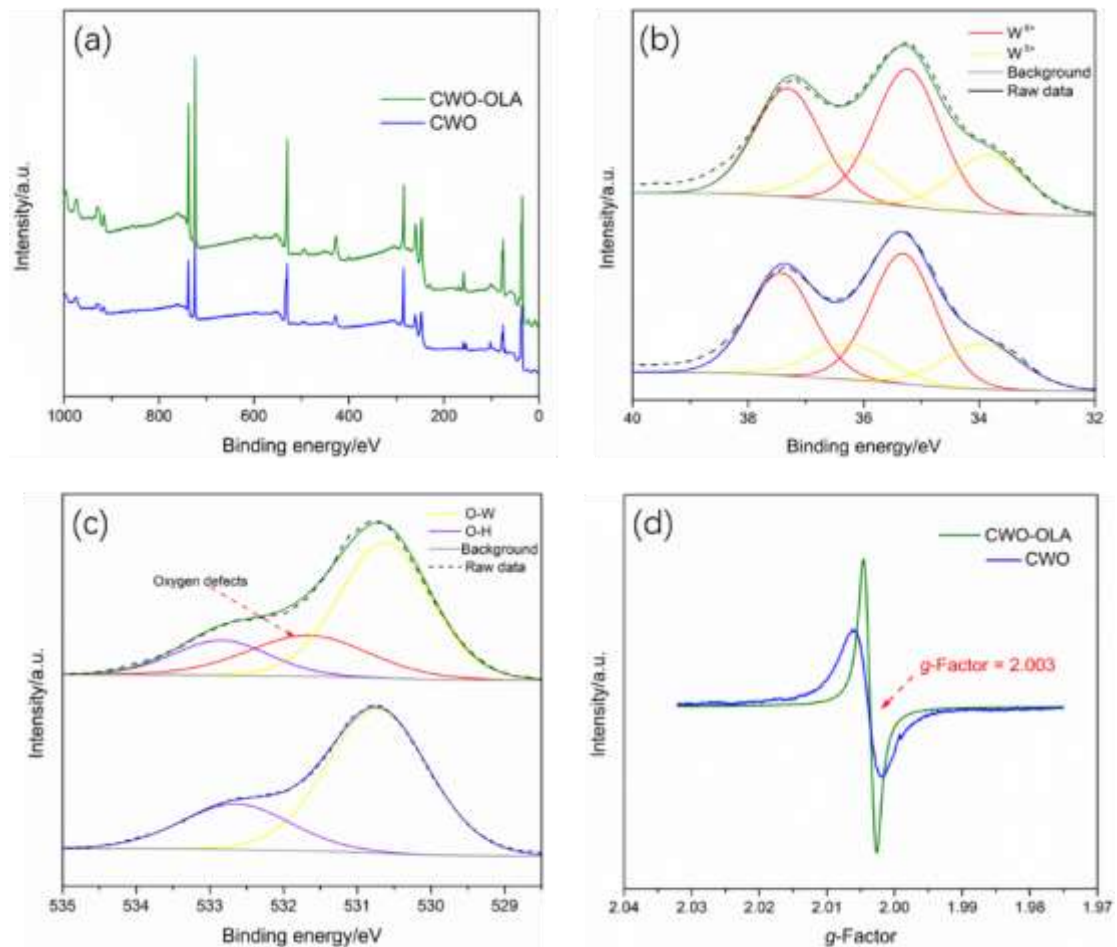 (a)
CWO-OLA
CWO
Intensity/a.u.
1000 800 600 400 200 0
Binding energy/eV
(b)
W⁶⁺
W⁵⁺
Background
Raw data
Intensity/a.u.
40 38 36 34 32
Binding energy/eV
(c)
O-W
O-H
Background
Raw data
Oxygen defects
Intensity/a.u.
535 534 533 532 531 530 529
Binding energy/eV
(d)
CWO-OLA
CWO
g-Factor = 2.003
Intensity/a.u.
2.04 2.03 2.02 2.01 2.00 1.99 1.98 1.97
g-Factor